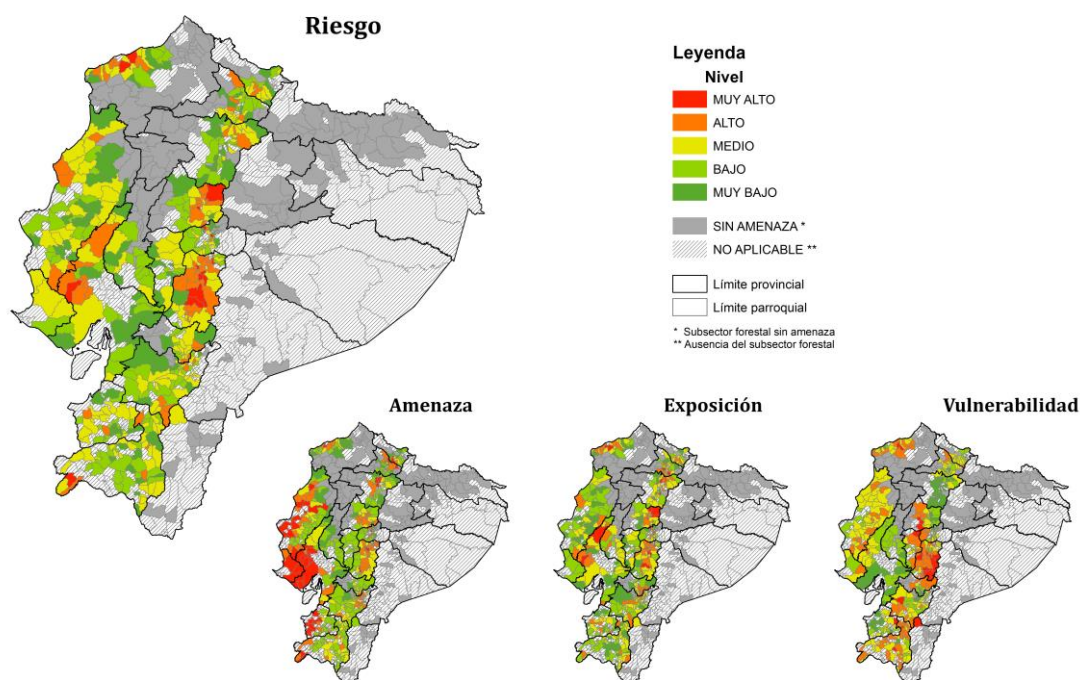 Riesgo
Leyenda
Nivel
MUY ALTO
ALTO
MEDIO
BAJO
MUY BAJO
SIN AMENAZA *
NO APLICABLE **
Límite provincial
Límite parroquial
* Subsector forestal sin amenaza
** Ausencia del subsector forestal
Amenaza
Exposición
Vulnerabilidad